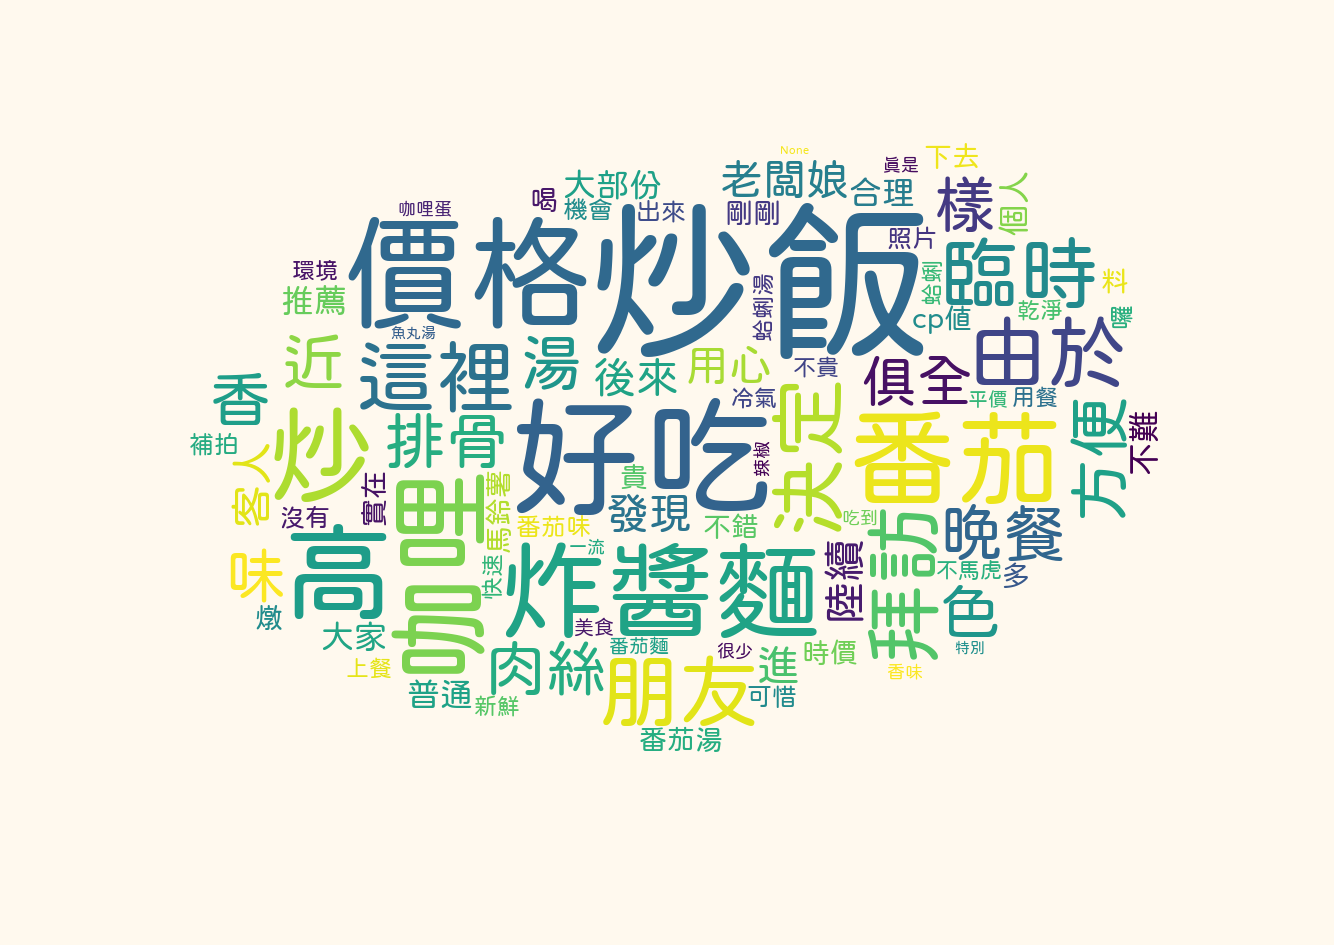 None
真是
下去
老闆娘
大部份
合理
喝
機會
出來
剛剛
咖哩蛋
樣
個人
炒飯
價格
照片
臨時
環境
推薦
蛤蜊湯
蛤蜊
料
乾淨
cp值
囉
魚丸湯
由於
近
這裡
湯
後來
用心
不貴
俱全
香
冷氣
平價
用餐
炒
排骨
好吃
決定
番茄
方便
不難
補拍
客人
實在
辣椒
貴
馬鈴薯
咖哩
發現
沒有
番茄味
不錯
吃到
拜訪
晚餐
高
味
一流
炸醬麵
陸續
不馬虎
多
快速
燉
大家
美食
色
番茄麵
很少
進
時價
特別
上餐
肉絲
朋友
香味
普通
新鮮
可惜
番茄湯